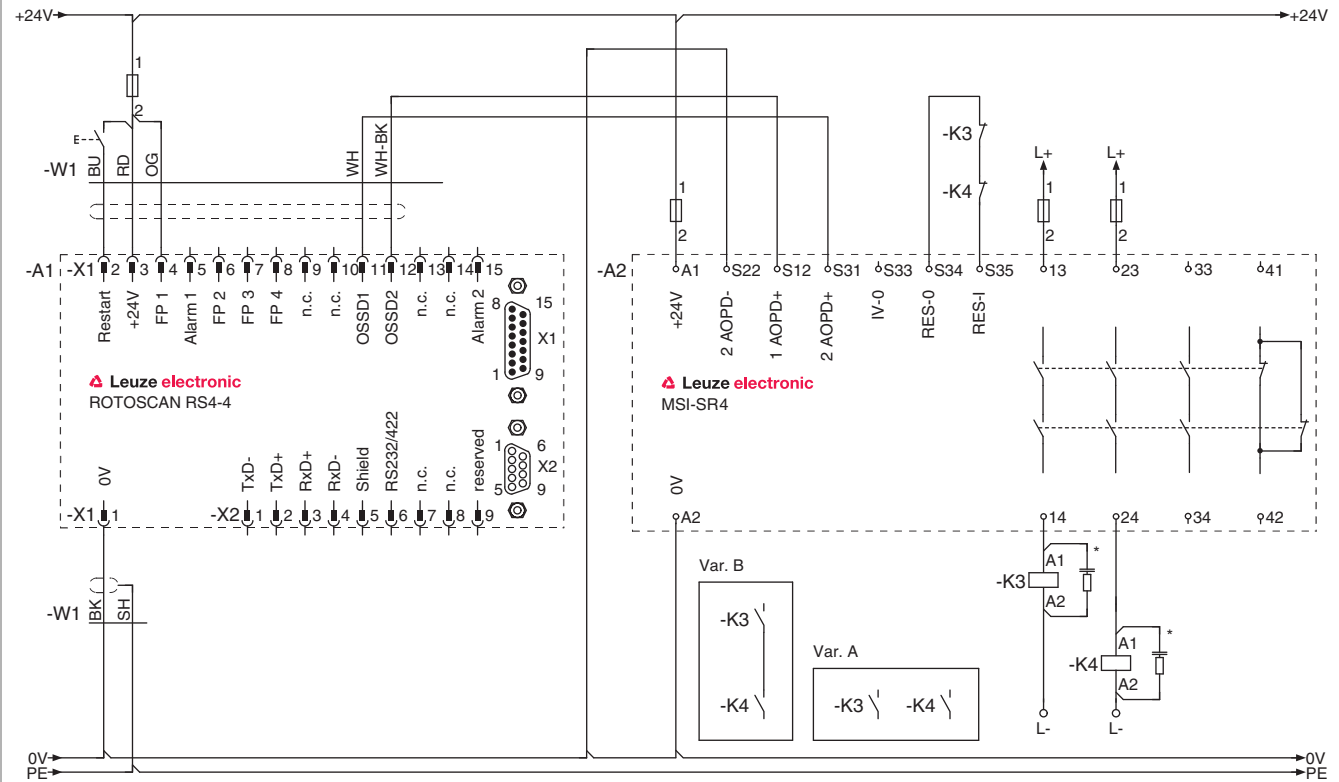 +24V
+24V
1
2
1
2
-W1
BU
RD
OG
WH
WH-BK
-K3
-K4
L+
L+
1
2
1
2
-A1
-X1
2
3
4
5
6
7
8
9
10
11
12
13
14
15
Restart
+24V
FP 1
Alarm 1
FP 2
FP 3
FP 4
n.c.
n.c.
OSSD1
OSSD2
n.c.
n.c.
Alarm 2
8
15
X1
1
9
Leuze electronic
ROTOSCAN RS4-4
1
6
X2
5
9
0V
TxD-
TxD+
RxD+
RxD-
Shield
RS232/422
n.c.
n.c.
reserved
-X1
1
-X2
1
2
3
4
5
6
7
8
9
-W1
BK
SH
-A2
A1
S22
S12
S31
S33
S34
S35
13
23
33
41
+24V
2 AOPD-
1 AOPD+
2 AOPD+
IV-0
RES-0
RES-I
Leuze electronic
MSI-SR4
0V
A2
14
24
34
42
Var. B
-K3
-K4
Var. A
-K3
-K4
-K3
A1
A2
*
-K4
A1
A2
*
L-
L-
0V
0V
PE
PE